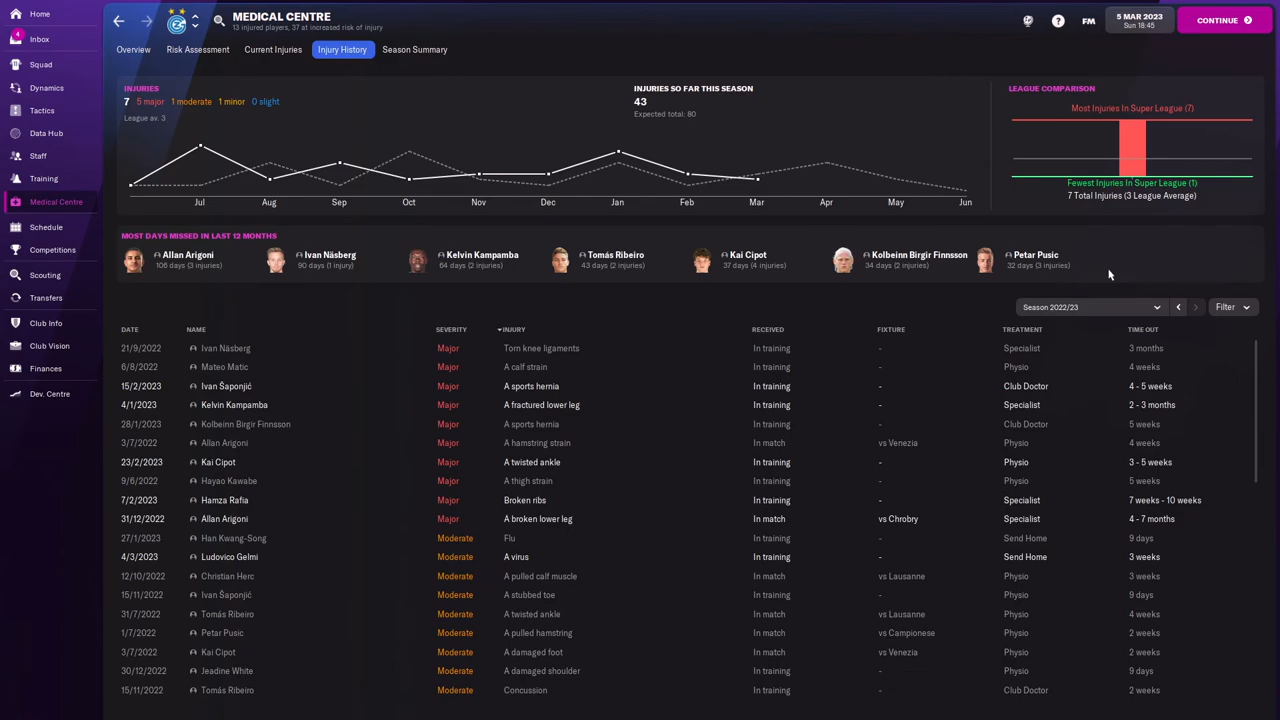 Home
4
Inbox
Squad
Dynamics
Tactics
Data Hub
Staff
Training
Medical Centre
Schedule
Competitions
Scouting
Transfers
Club Info
Club Vision
Finances
Dev. Centre
MEDICAL CENTRE
13 injured players, 37 at increased risk of injury
?
FM
5 MAR 2023
Sun 18:45
CONTINUE
Overview Risk Assessment Current Injuries Injury History Season Summary
INJURIES
7 5 major 1 moderate 1 minor 0 slight
League av. 3
INJURIES SO FAR THIS SEASON
43
Expected total: 80
Jul Aug Sep Oct Nov Dec Jan Feb Mar Apr May Jun
LEAGUE COMPARISON
Most Injuries In Super League (7)
Fewest Injuries In Super League (1)
7 Total Injuries (3 League Average)
MOST DAYS MISSED IN LAST 12 MONTHS
Allan Arigoni
106 days (3 injuries)
Ivan Näsberg
90 days (1 injury)
Kelvin Kampamba
64 days (2 injuries)
Tomás Ribeiro
43 days (2 injuries)
Kai Cipot
37 days (4 injuries)
Kolbeinn Birgir Finnsson
34 days (2 injuries)
Petar Pusic
32 days (3 injuries)
Season 2022/23 Filter
DATE NAME SEVERITY INJURY RECEIVED FIXTURE TREATMENT TIME OUT
21/9/2022 Ivan Näsberg Major Torn knee ligaments In training - Specialist 3 months
6/8/2022 Mateo Matic Major A calf strain In training - Physio 4 weeks
15/2/2023 Ivan Šaponjić Major A sports hernia In training - Club Doctor 4 - 5 weeks
4/1/2023 Kelvin Kampamba Major A fractured lower leg In training - Specialist 2 - 3 months
28/1/2023 Kolbeinn Birgir Finnsson Major A sports hernia In training - Club Doctor 5 weeks
3/7/2022 Allan Arigoni Major A hamstring strain In match vs Venezia Physio 4 weeks
23/2/2023 Kai Cipot Major A twisted ankle In training - Physio 3 - 5 weeks
9/6/2022 Hayao Kawabe Major A thigh strain In training - Physio 5 weeks
7/2/2023 Hamza Rafia Major Broken ribs In training - Specialist 7 weeks - 10 weeks
31/12/2022 Allan Arigoni Major A broken lower leg In match vs Chrobry Specialist 4 - 7 months
27/1/2023 Han Kwang-Song Moderate Flu In training - Send Home 9 days
4/3/2023 Ludovico Gelmi Moderate A virus In training - Send Home 3 weeks
12/10/2022 Christian Herc Moderate A pulled calf muscle In match vs Lausanne Physio 3 weeks
15/11/2022 Ivan Šaponjić Moderate A stubbed toe In training - Physio 9 days
31/7/2022 Tomás Ribeiro Moderate A twisted ankle In match vs Lausanne Physio 4 weeks
1/7/2022 Petar Pusic Moderate A pulled hamstring In match vs Campionese Physio 2 weeks
3/7/2022 Kai Cipot Moderate A damaged foot In match vs Venezia Physio 2 weeks
30/12/2022 Jeadine White Moderate A damaged shoulder In training - Physio 9 days
15/11/2022 Tomás Ribeiro Moderate Concussion In training - Club Doctor 2 weeks